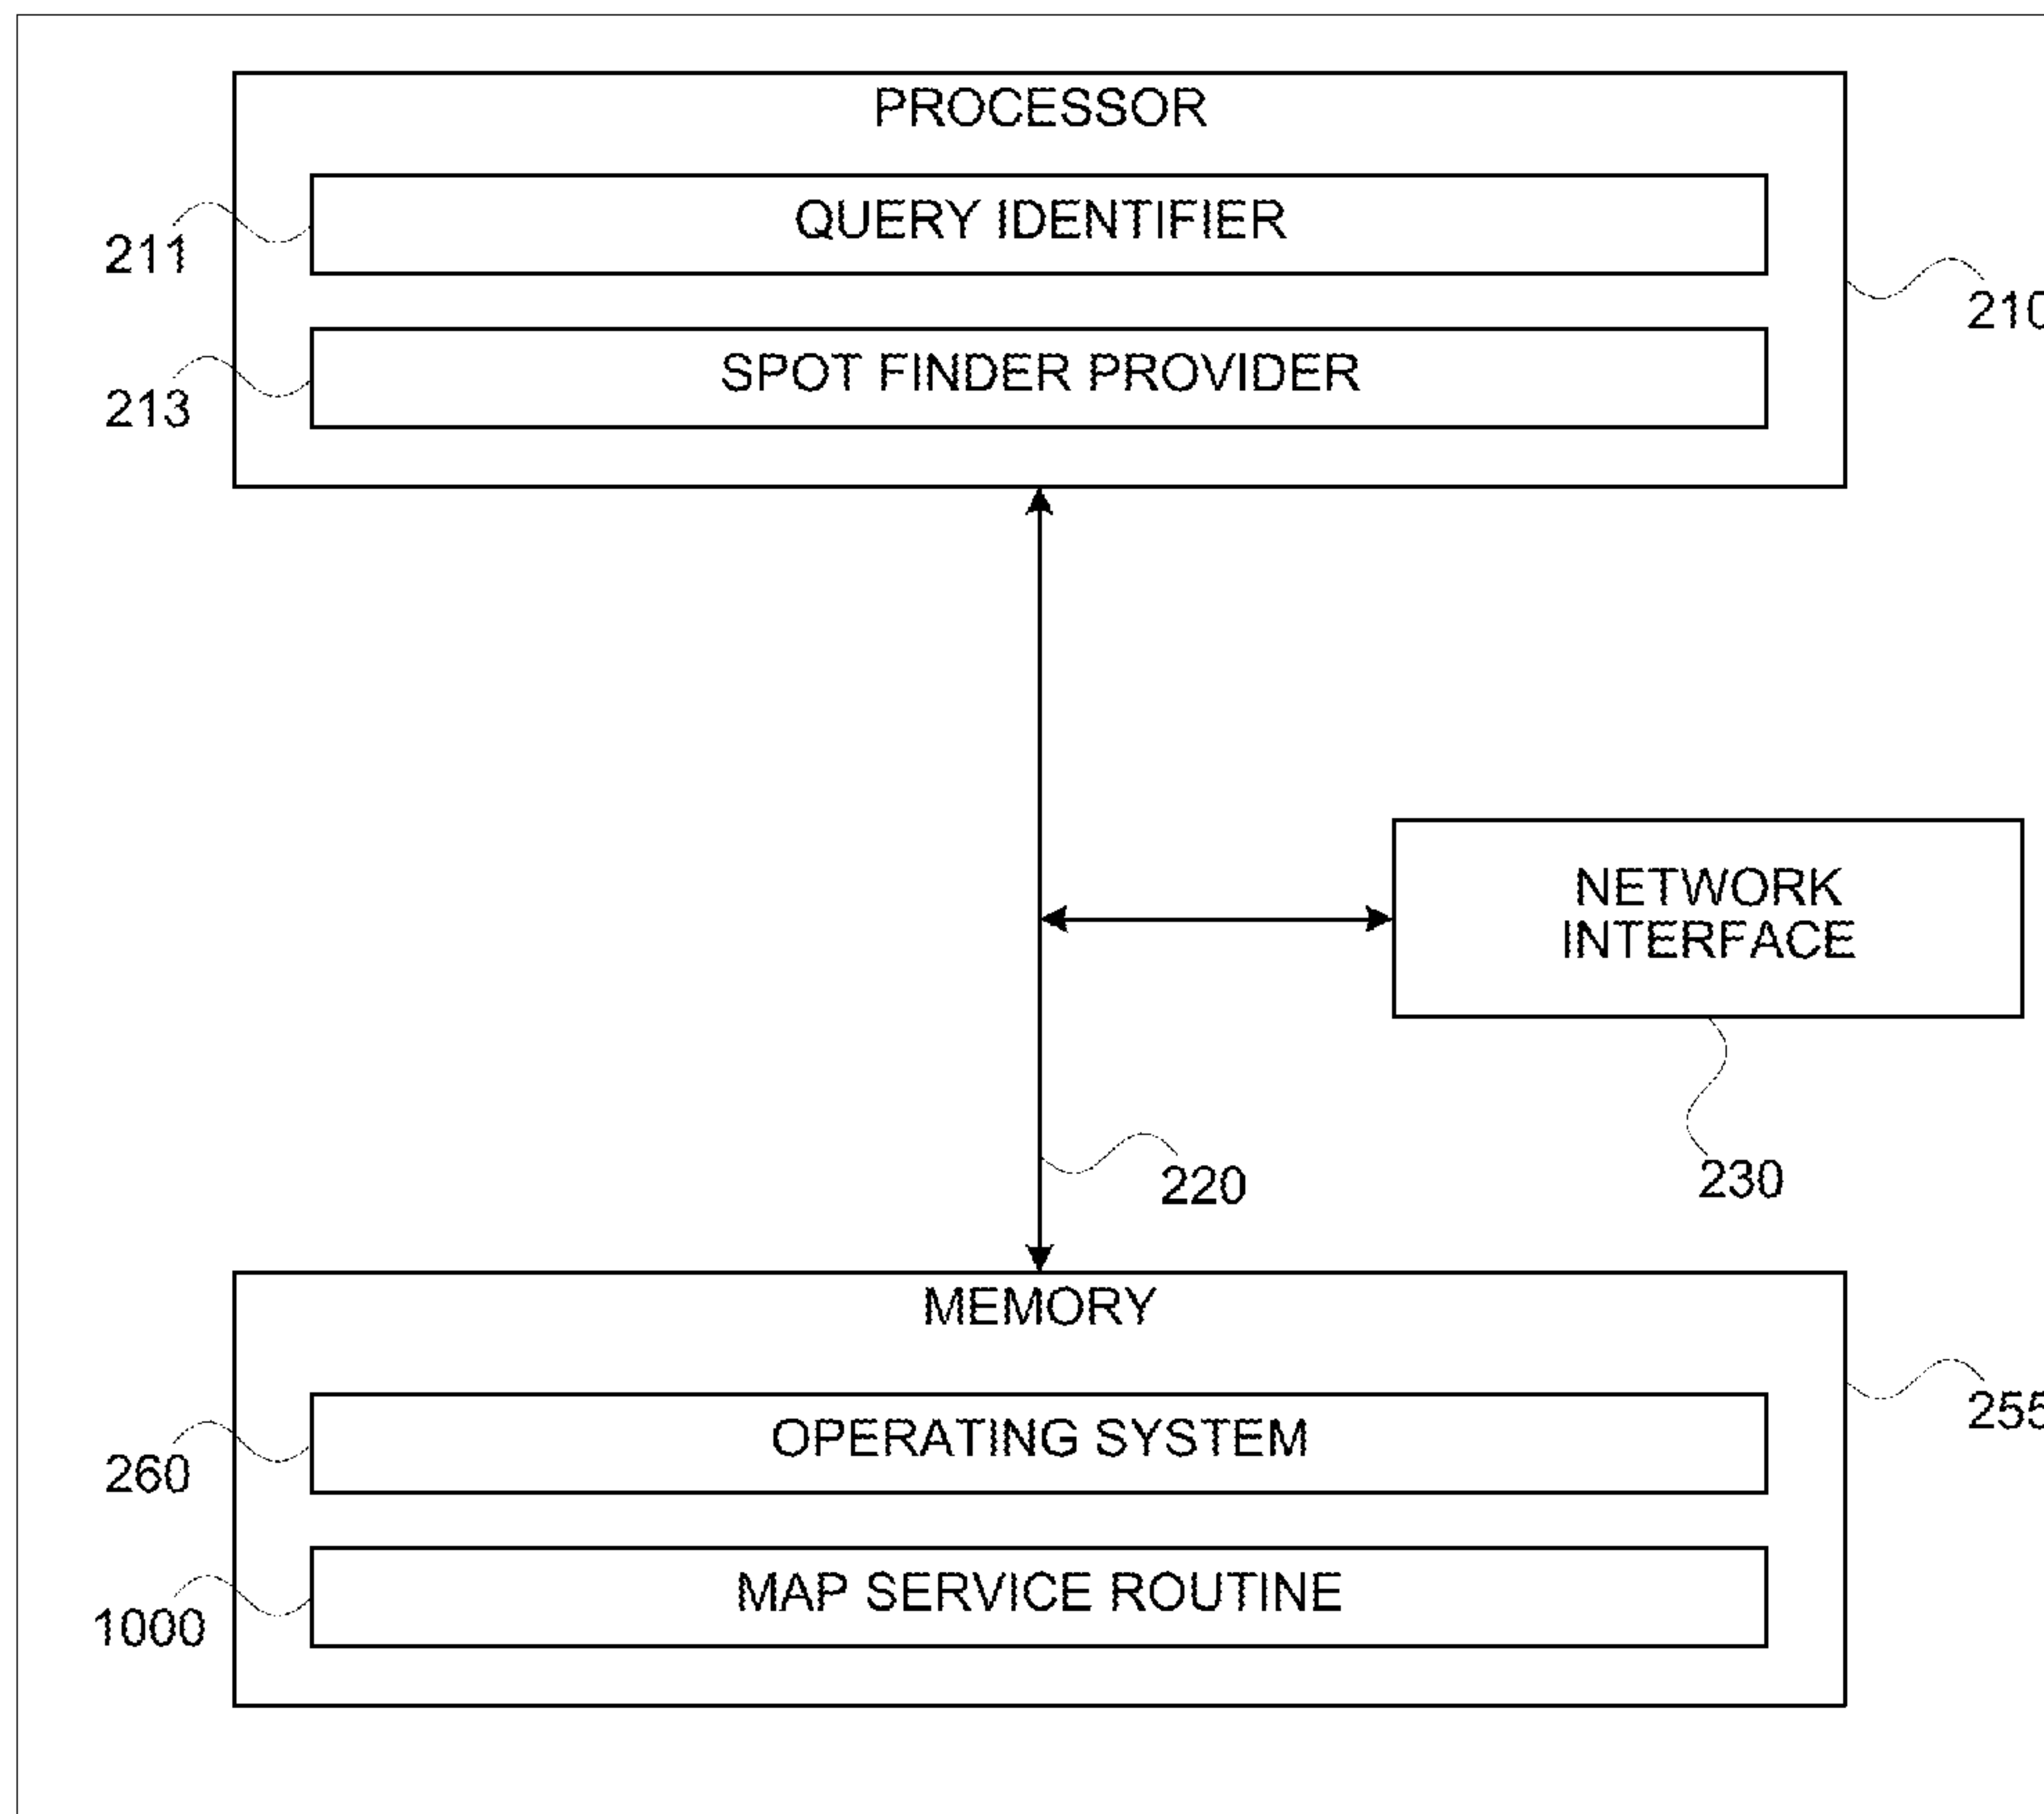 PROCESSOR
QUERY IDENTIFIER
211
210
SPOT FINDER PROVIDER
213
NETWORK
INTERFACE
220
230
MEMORY
OPERATING SYSTEM
255
260
MAP SERVICE ROUTINE
1000